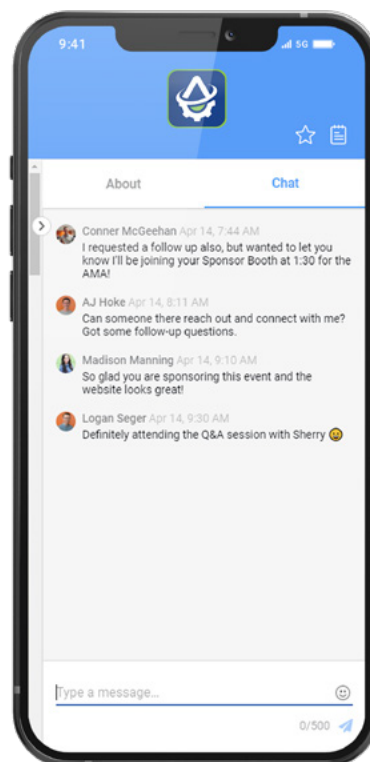 9:41
5G
About
Chat
Conner McGeehan Apr 14, 7:44 AM
I requested a follow up also, but wanted to let you
know I'll be joining your Sponsor Booth at 1:30 for the
AMA!
AJ Hoke Apr 14, 8:11 AM
Can someone there reach out and connect with me?
Got some follow-up questions.
Madison Manning Apr 14, 9:10 AM
So glad you are sponsoring this event and the
website looks great!
Logan Seger Apr 14, 9:30 AM
Definitely attending the Q&A session with Sherry 😀
Type a message...
0/500